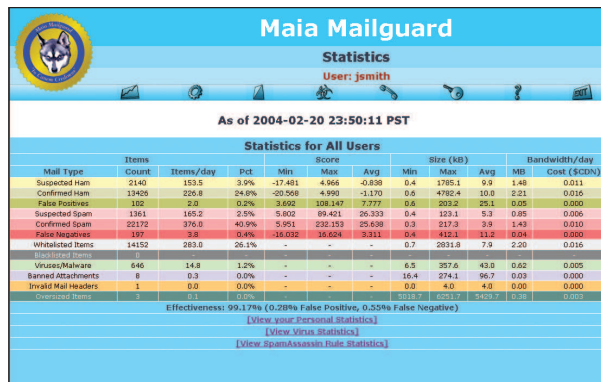 Maia Mailguard
Maia Mailguard
Statistics
User: jsmith
EXIT
As of 2004-02-20 23:50:11 PST
Statistics for All Users
Items Score Size (kB) Bandwidth/day
Mail Type Count Items/day Pct Min Max Avg Min Max Avg MB Cost ($CDN)
Suspected Ham 2140 153.5 3.9% -17.481 4.966 -0.838 0.4 1785.1 9.9 1.48 0.011
Confirmed Ham 13426 226.8 24.8% -20.568 4.990 -1.170 0.6 4782.4 10.0 2.21 0.016
False Positives 102 2.0 0.2% 3.692 108.147 7.777 0.6 203.2 25.1 0.05 0.000
Suspected Spam 1361 165.2 2.5% 5.802 89.421 26.333 0.4 123.1 5.3 0.85 0.006
Confirmed Spam 22172 376.0 40.9% 5.951 232.153 25.638 0.3 217.3 3.9 1.43 0.010
False Negatives 197 3.8 0.4% -16.032 16.624 3.311 0.4 411.1 11.2 0.04 0.000
Whitelisted Items 14152 283.0 26.1% - - - 0.7 2831.8 7.9 2.20 0.016
Blacklisted Items 0 - - - - - - - - - -
Viruses/Malware 646 14.8 1.2% - - - 6.5 357.6 43.0 0.62 0.005
Banned Attachments 8 0.3 0.0% - - - 16.4 274.1 96.7 0.03 0.000
Invalid Mail Headers 1 0.0 0.0% - - - 0.0 4.0 4.0 0.00 0.000
Oversized Items 3 0.1 0.0% - - - 5018.7 6251.7 5429.7 0.38 0.003
Effectiveness: 99.17% (0.28% False Positive, 0.55% False Negative)
[View your Personal Statistics]
[View Virus Statistics]
[View SpamAssassin Rule Statistics]